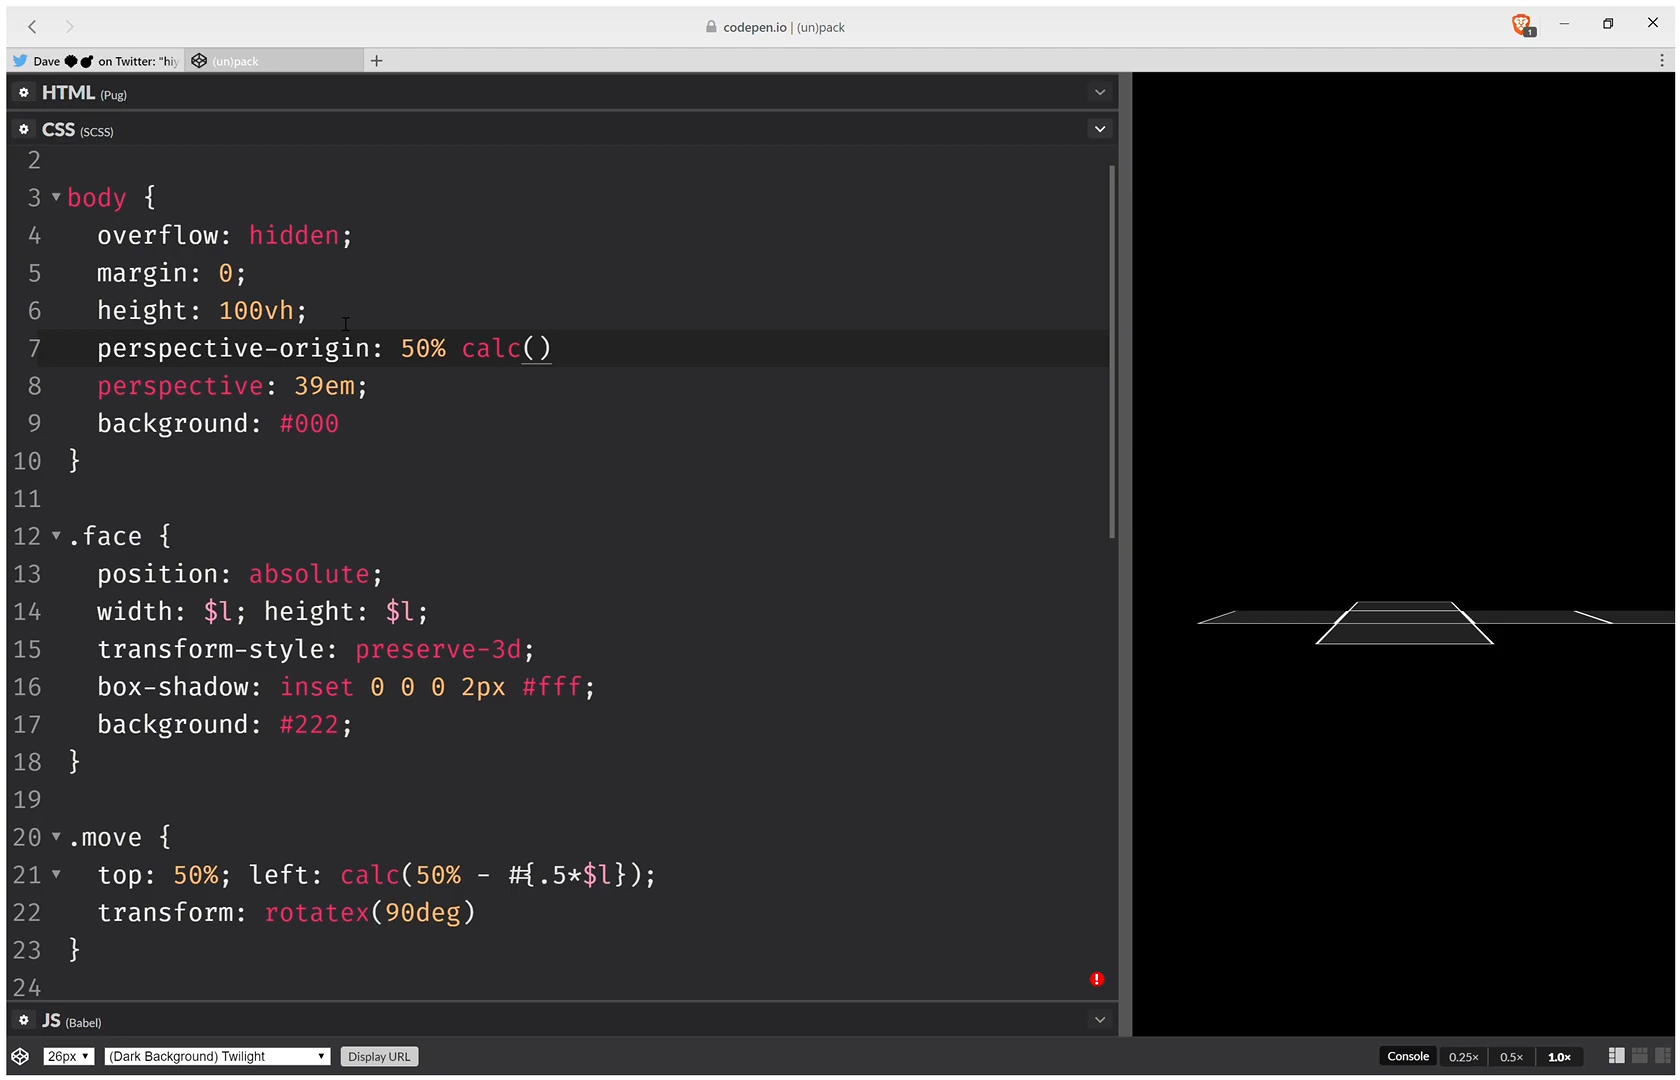 codepen.io | (un)pack
1
Dave on Twitter: "hiy
(un)pack
HTML (Pug)
CSS (SCSS)
2
3 body {
4 overflow: hidden;
5 margin: 0;
6 height: 100vh;
7 perspective-origin: 50% calc()
8 perspective: 39em;
9 background: #000
10 }
11
12 .face {
13 position: absolute;
14 width: $l; height: $l;
15 transform-style: preserve-3d;
16 box-shadow: inset 0 0 0 2px #fff;
17 background: #222;
18 }
19
20 .move {
21 top: 50%; left: calc(50% - #{.5*$l});
22 transform: rotatex(90deg)
23 }
24
JS (Babel)
26px (Dark Background) Twilight Display URL Console 0.25× 0.5× 1.0×